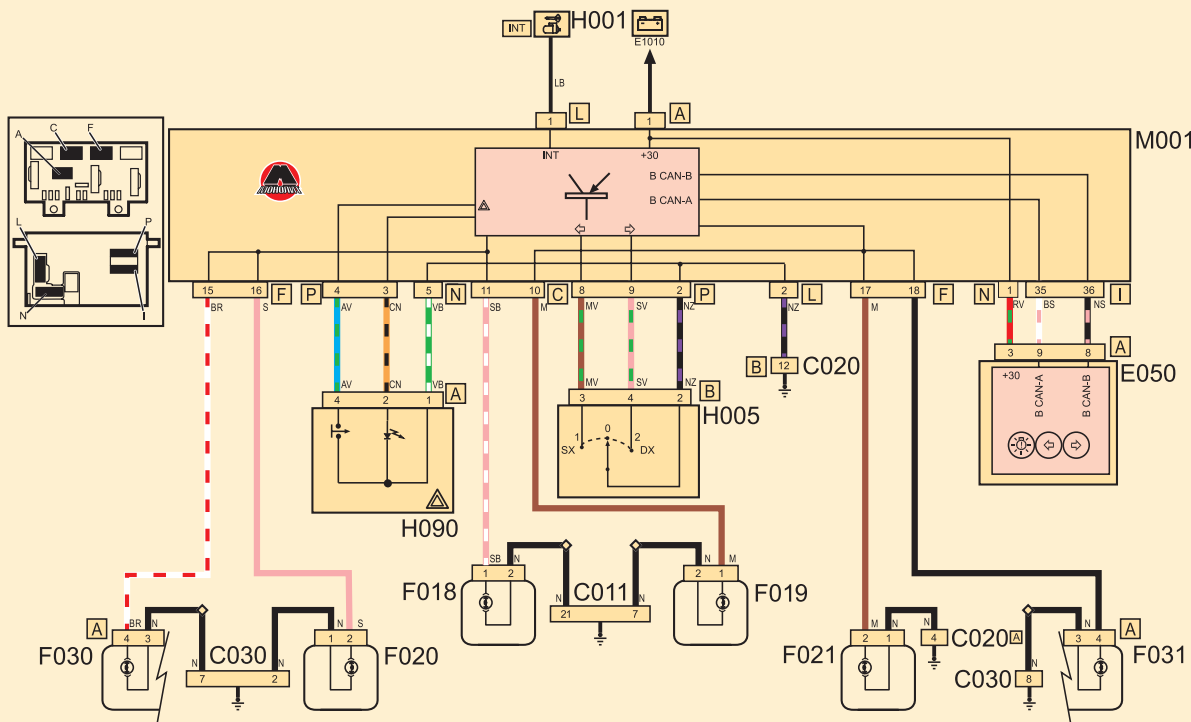 INT H001
E1010
LB
1 L 1 A
M001
C F
A
L P
N I
INT +30
B CAN-B
B CAN-A
15 16 F P 4 3 5 N 11 10 C 8 9 2 P 2 L 17 18 F N 1 35 36 I
BR S AV CN VB SB M MV SV NZ NZ M RV BS NS
AV CN VB MV SV NZ
B 12 C020
3 9 8 A
E050
+30 B CAN-A B CAN-B
4 2 1 A
H090
3 4 2 B
H005
1 0 2
SX DX
SB N N M
1 2 2 1
F018 F019
N C011 N
21 7
BR N N S
A 4 3 1 2
F030 F020
N C030 N
7 2
M N N
2 1 4 C020 A
F021
N N
3 4 A
F031
C030 8